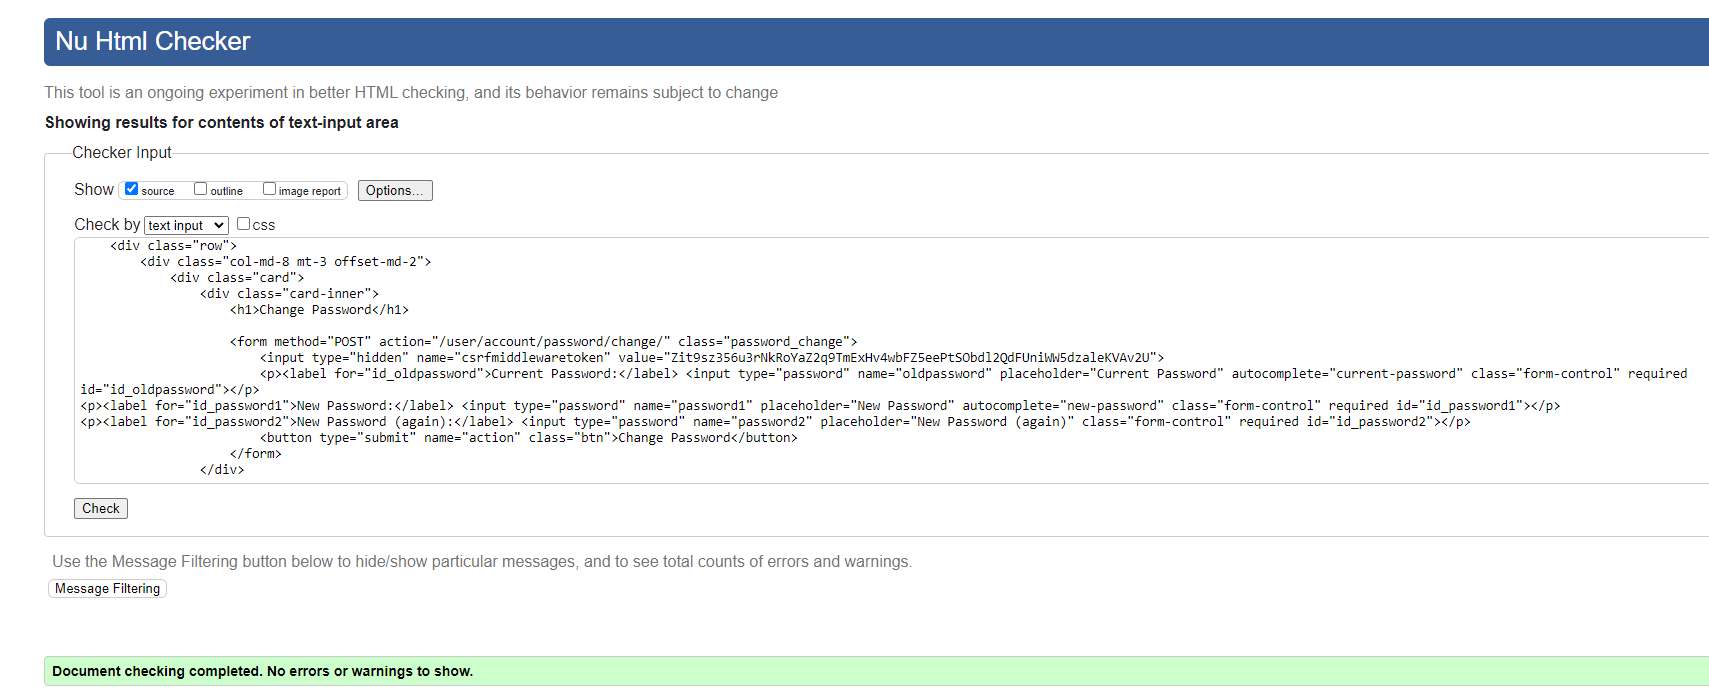 Nu Html Checker
This tool is an ongoing experiment in better HTML checking, and its behavior remains subject to change
Showing results for contents of text-input area
Checker Input
Show source outline image report Options...
Check by text input css
<div class="row">
<div class="col-md-8 mt-3 offset-md-2">
<div class="card">
<div class="card-inner">
<h1>Change Password</h1>
<form method="POST" action="/user/account/password/change/" class="password_change">
<input type="hidden" name="csrfmiddlewaretoken" value="Zit9sz356u3rNkRoYaZ2q9TmExHv4wbFZ5eePtSObdl2QdFUniWW5dzaleKVAv2U">
<p><label for="id_oldpassword">Current Password:</label> <input type="password" name="oldpassword" placeholder="Current Password" autocomplete="current-password" class="form-control" required
id="id_oldpassword"></p>
<p><label for="id_password1">New Password:</label> <input type="password" name="password1" placeholder="New Password" autocomplete="new-password" class="form-control" required id="id_password1"></p>
<p><label for="id_password2">New Password (again):</label> <input type="password" name="password2" placeholder="New Password (again)" class="form-control" required id="id_password2"></p>
<button type="submit" name="action" class="btn">Change Password</button>
</form>
</div>
Check
Use the Message Filtering button below to hide/show particular messages, and to see total counts of errors and warnings.
Message Filtering
Document checking completed. No errors or warnings to show.